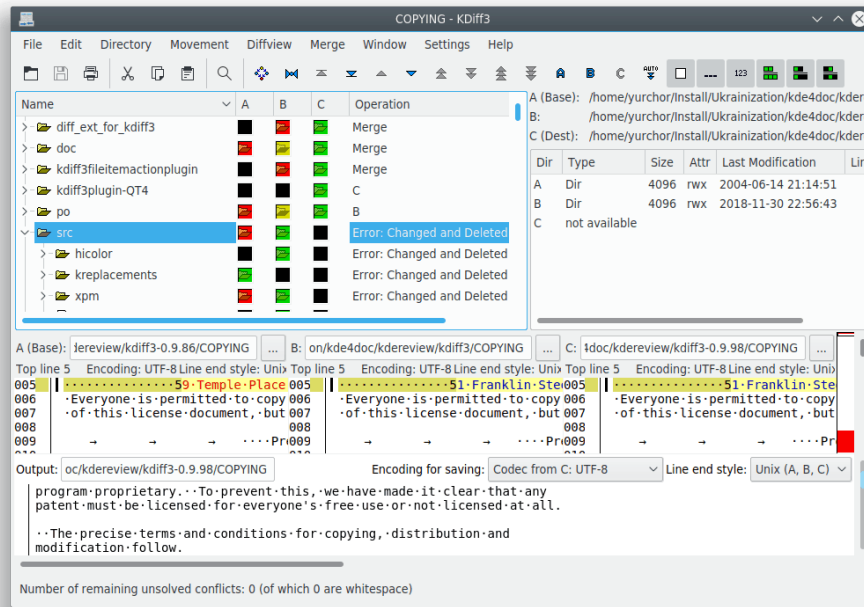 COPYING - KDiff3
File Edit Directory Movement Diffview Merge Window Settings Help
A B C AUTO 123
Name A B C Operation
diff_ext_for_kdiff3 Merge
doc Merge
kdiff3fileitemactionplugin Merge
kdiff3plugin-QT4 C
po B
src Error: Changed and Deleted
hicolor Error: Changed and Deleted
kreplacements Error: Changed and Deleted
xpm Error: Changed and Deleted
A (Base): /home/yurchor/Install/Ukrainization/kde4doc/kder
B: /home/yurchor/Install/Ukrainization/kde4doc/kder
C (Dest): /home/yurchor/Install/Ukrainization/kde4doc/kder
Dir Type Size Attr Last Modification Lin
A Dir 4096 rwx 2004-06-14 21:14:51
B Dir 4096 rwx 2018-11-30 22:56:43
C not available
A (Base): dereview/kdiff3-0.9.86/COPYING ... B: on/kde4doc/kdereview/kdiff3/COPYING ... C: 4doc/kdereview/kdiff3-0.9.98/COPYING ...
Top line 5 Encoding: UTF-8 Line end style: Unix Top line 5 Encoding: UTF-8 Line end style: Unix Top line 5 Encoding: UTF-8 Line end style: Unix
005 ··············59·Temple·Place 005 ··············51·Franklin·Stee 005 ··············51·Franklin·Stee
006 ·Everyone·is·permitted·to·copy 006 ·Everyone·is·permitted·to·copy 006 ·Everyone·is·permitted·to·copy
007 ·of·this·license·document,·but 007 ·of·this·license·document,·but 007 ·of·this·license·document,·but
008 008 008
009 → → → ····Pr 009 → → → ····Pr 009 → → → ····Pr
Output: oc/kdereview/kdiff3-0.9.98/COPYING Encoding for saving: Codec from C: UTF-8 Line end style: Unix (A, B, C)
program·proprietary.··To·prevent·this,·we·have·made·it·clear·that·any
patent·must·be·licensed·for·everyone's·free·use·or·not·licensed·at·all.
··The·precise·terms·and·conditions·for·copying,·distribution·and
modification·follow.
Number of remaining unsolved conflicts: 0 (of which 0 are whitespace)